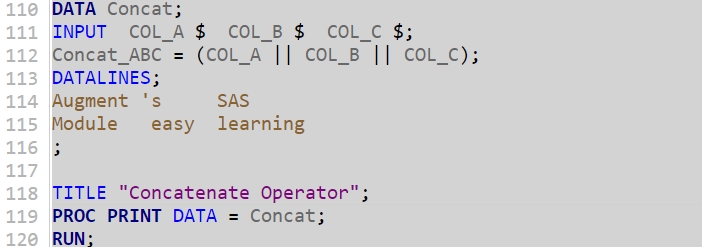 110 DATA Concat;
111 INPUT  COL_A $  COL_B $  COL_C $;
112 Concat_ABC = (COL_A || COL_B || COL_C);
113 DATALINES;
114 Augment 's     SAS
115 Module   easy  learning
116 ;
117
118 TITLE "Concatenate Operator";
119 PROC PRINT DATA = Concat;
120 RUN;